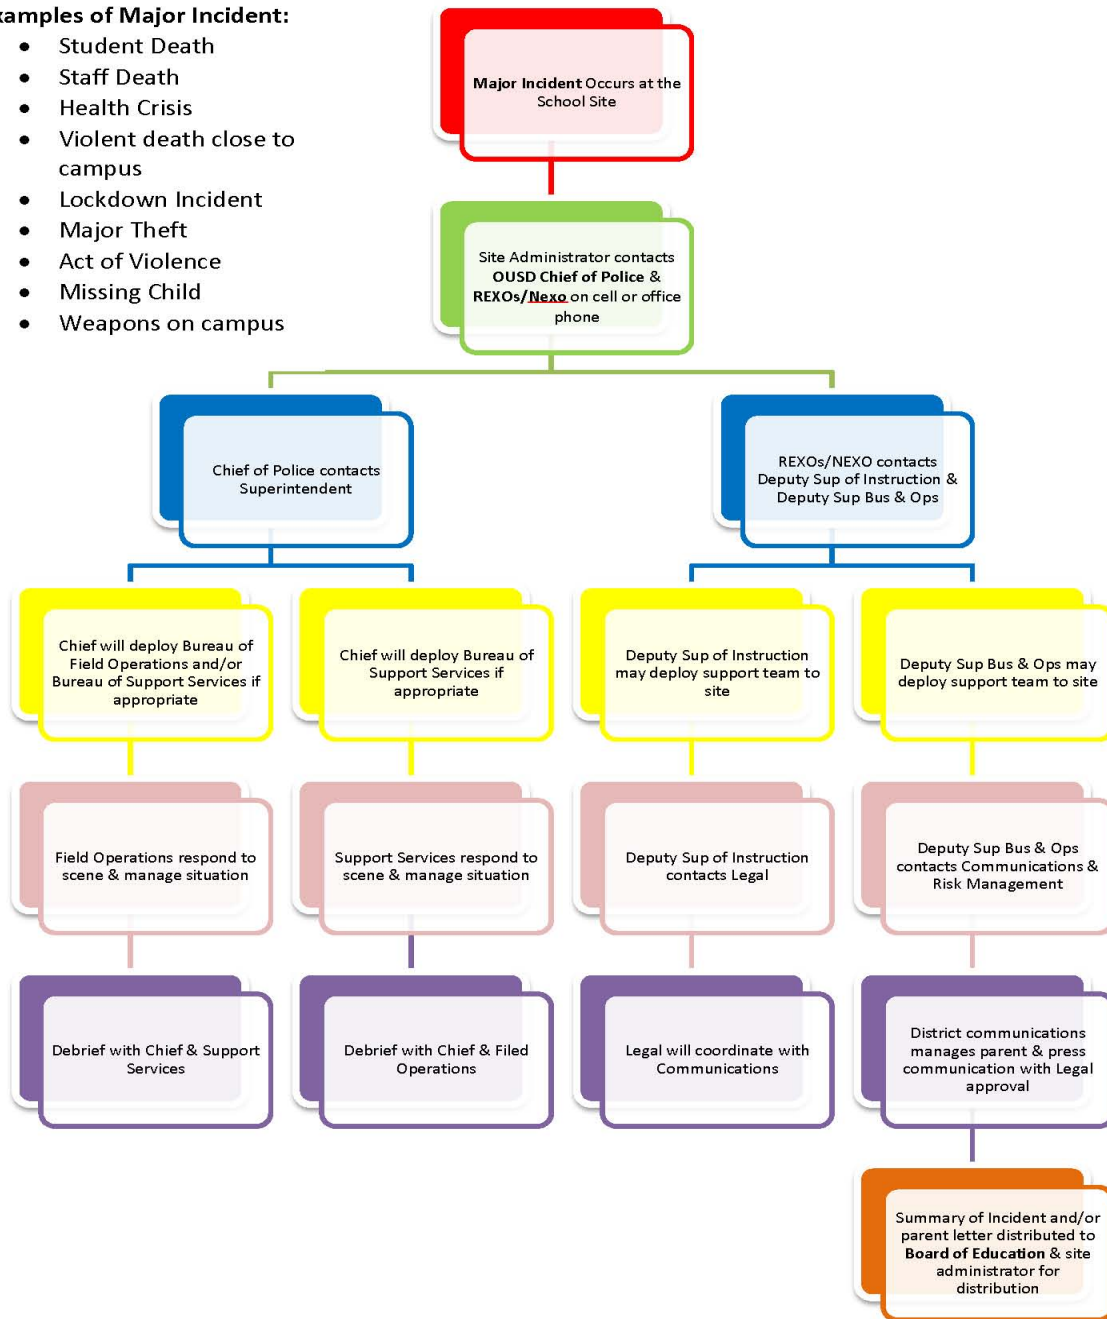 xamples of Major Incident:
• Student Death
• Staff Death
• Health Crisis
• Violent death close to
campus
• Lockdown Incident
• Major Theft
• Act of Violence
• Missing Child
• Weapons on campus
Major Incident Occurs at the
School Site
Site Administrator contacts
OUSD Chief of Police &
REXOs/Nexo on cell or office
phone
Chief of Police contacts
Superintendent
REXOs/NEXO contacts
Deputy Sup of Instruction &
Deputy Sup Bus & Ops
Chief will deploy Bureau of
Field Operations and/or
Bureau of Support Services if
appropriate
Chief will deploy Bureau of
Support Services if
appropriate
Deputy Sup of Instruction
may deploy support team to
site
Deputy Sup Bus & Ops may
deploy support team to site
Field Operations respond to
scene & manage situation
Support Services respond to
scene & manage situation
Deputy Sup of Instruction
contacts Legal
Deputy Sup Bus & Ops
contacts Communications &
Risk Management
Debrief with Chief & Support
Services
Debrief with Chief & Filed
Operations
Legal will coordinate with
Communications
District communications
manages parent & press
communication with Legal
approval
Summary of Incident and/or
parent letter distributed to
Board of Education & site
administrator for
distribution